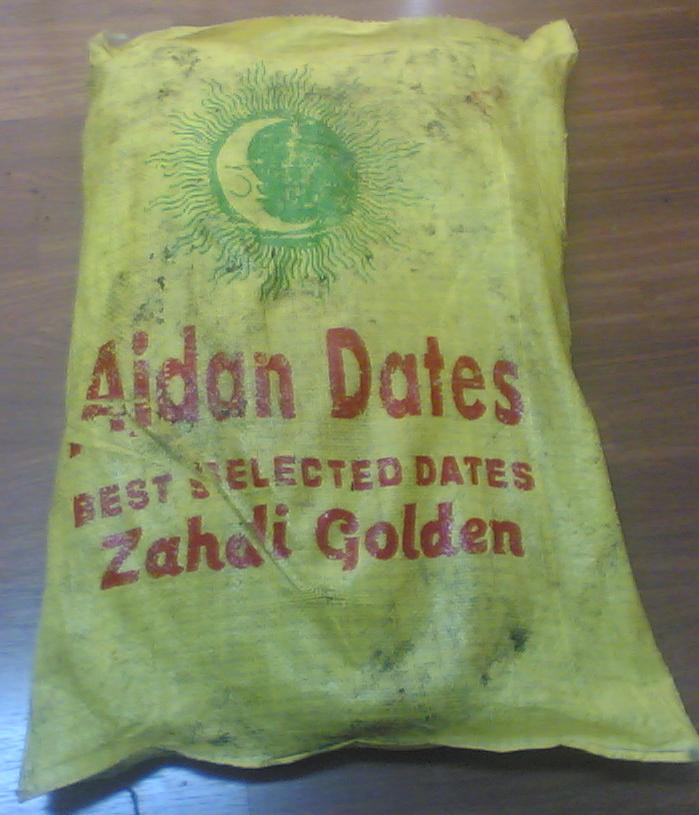 Aidan Dates
BEST SELECTED DATES
Zahdi Golden